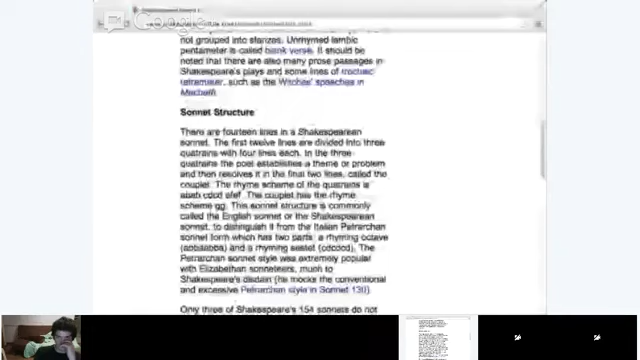 Google
not grouped into stanzas. Unrhymed iambic
pentameter is called blank verse. It should be
noted that there are also many prose passages in
Shakespeare's plays and some lines of trochaic
tetrameter, such as the Witches' speeches in
Macbeth.
Sonnet Structure
There are fourteen lines in a Shakespearean
sonnet. The first twelve lines are divided into three
quatrains with four lines each. In the three
quatrains the poet establishes a theme or problem
and then resolves it in the final two lines, called the
couplet. The rhyme scheme of the quatrains is
abab cdcd efef. The couplet has the rhyme
scheme gg. This sonnet structure is commonly
called the English sonnet or the Shakespearean
sonnet, to distinguish it from the Italian Petrarchan
sonnet form which has two parts: a rhyming octave
(abbaabba) and a rhyming sestet (cdcdcd). The
Petrarchan sonnet style was extremely popular
with Elizabethan sonneteers, much to
Shakespeare's disdain (he mocks the conventional
and excessive Petrarchan style in Sonnet 130).
Only three of Shakespeare's 154 sonnets do not